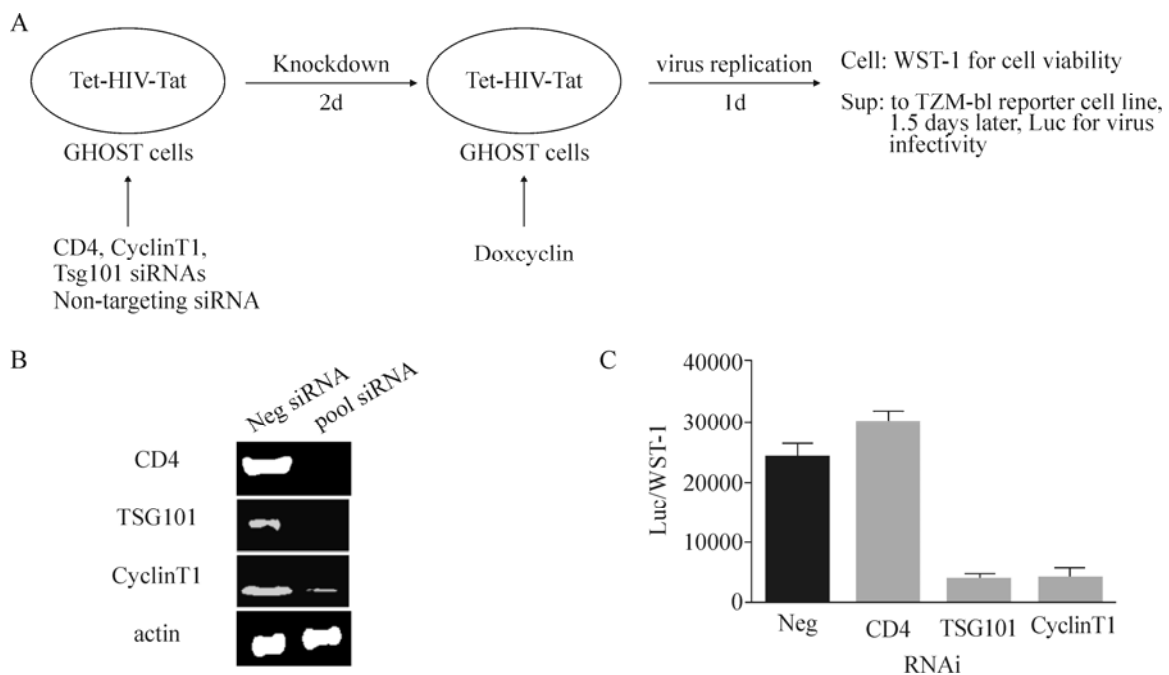 A
Tet-HIV-Tat
GHOST cells
CD4, CyclinT1,
Tsg101 siRNAs
Non-targeting siRNA
Knockdown
2d
Tet-HIV-Tat
GHOST cells
Doxcyclin
virus replication
1d
Cell: WST-1 for cell viability
Sup: to TZM-bl reporter cell line,
1.5 days later, Luc for virus
infectivity
B
Neg siRNA
pool siRNA
CD4
TSG101
CyclinT1
actin
C
Luc/WST-1
40000
30000
20000
10000
0
Neg
CD4
TSG101
CyclinT1
RNAi